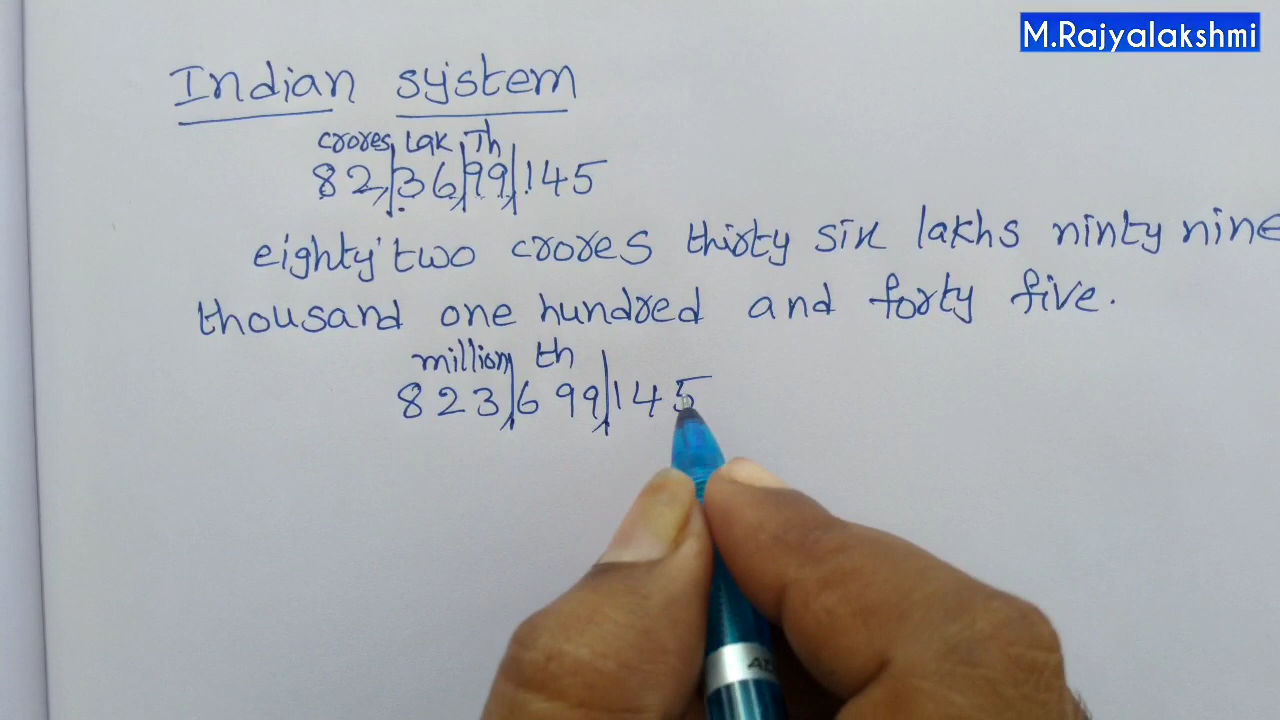 M.Rajyalakshmi
Indian system
crores Lak Th
82,36,99,145
eighty two crores thirty six lakhs ninty nine
thousand one hundred and forty five.
million th
823,699,145